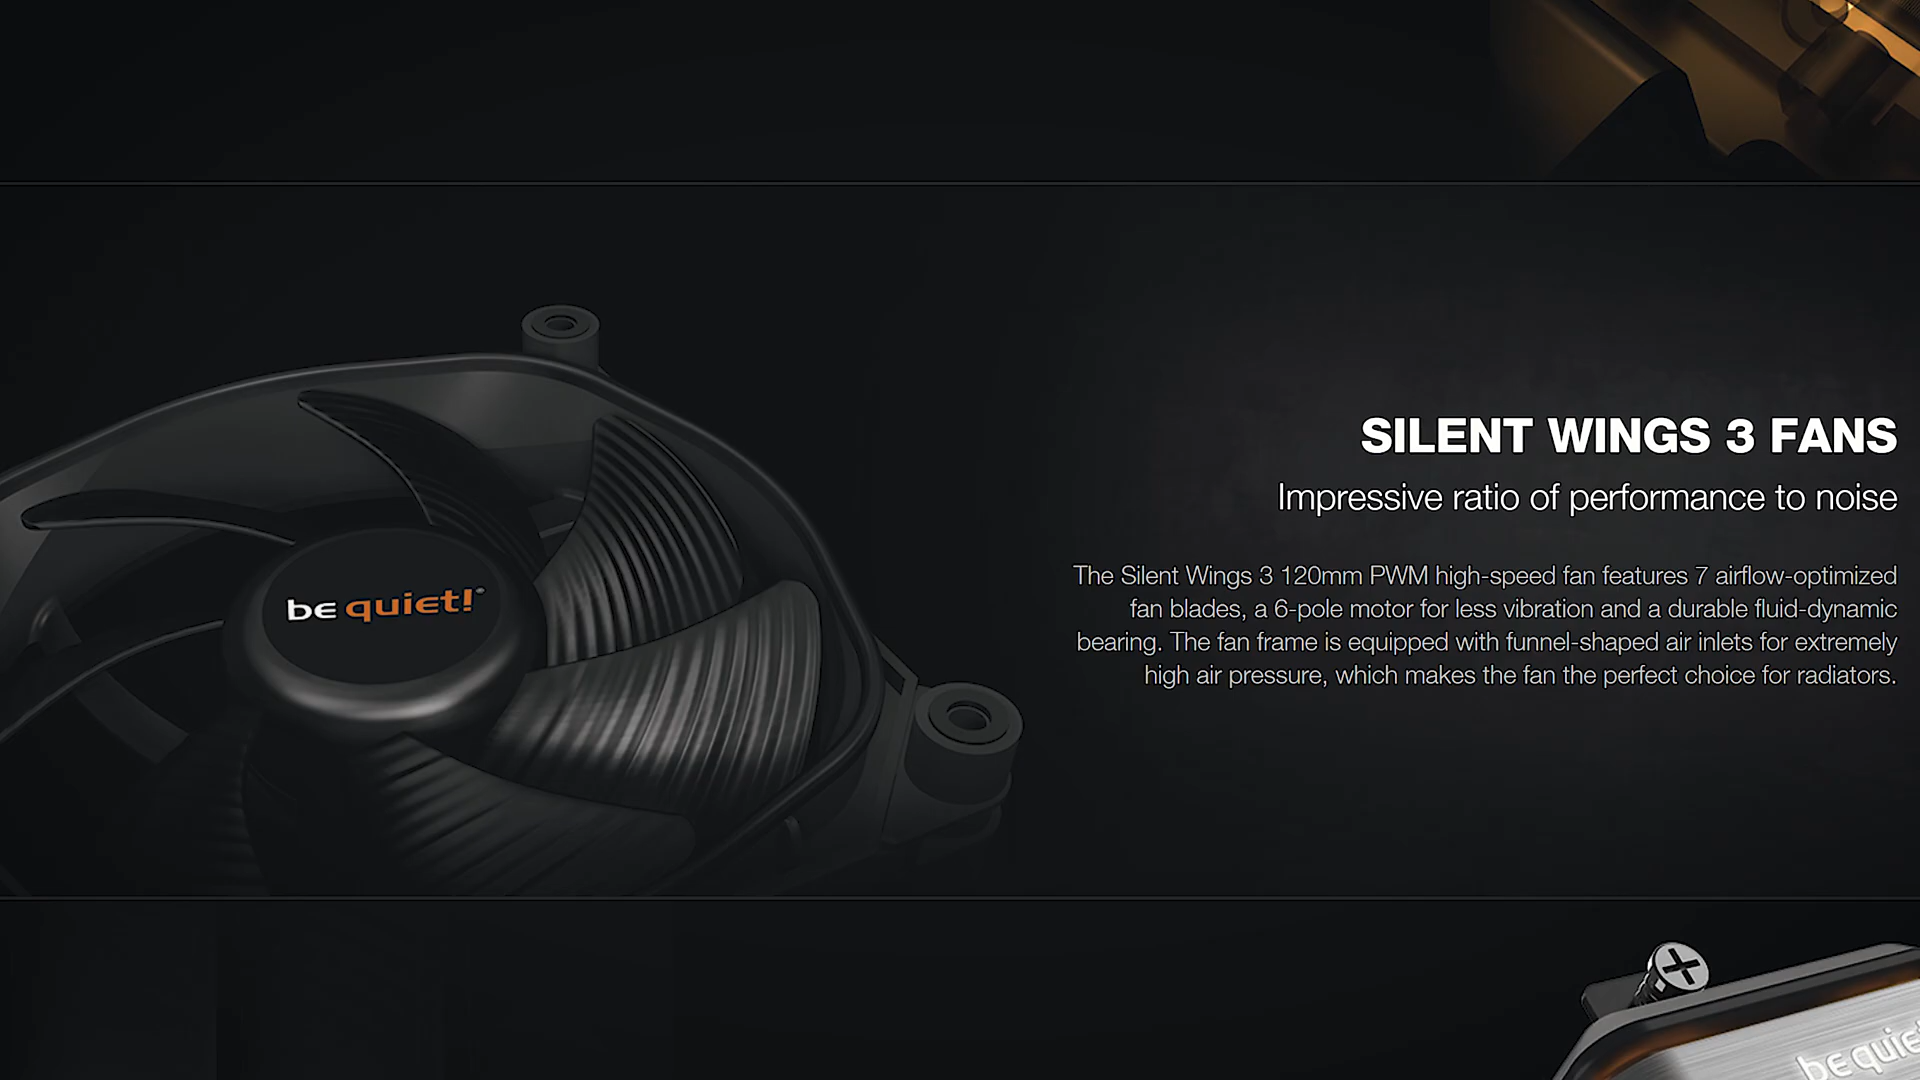 SILENT WINGS 3 FANS
Impressive ratio of performance to noise
The Silent Wings 3 120mm PWM high-speed fan features 7 airflow-optimized
fan blades, a 6-pole motor for less vibration and a durable fluid-dynamic
bearing. The fan frame is equipped with funnel-shaped air inlets for extremely
high air pressure, which makes the fan the perfect choice for radiators.
be quiet!®
be quiet